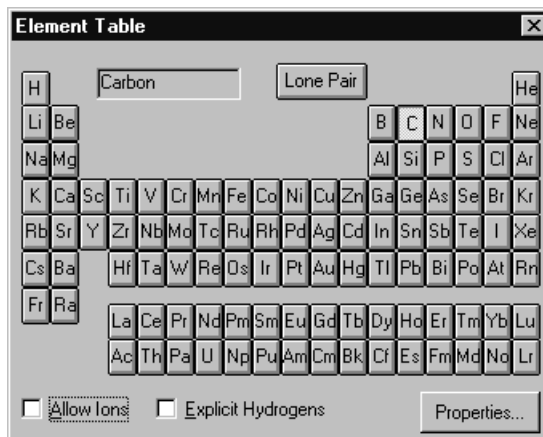 Element Table
Carbon Lone Pair
H He
Li Be B C N O F Ne
Na Mg Al Si P S Cl Ar
K Ca Sc Ti V Cr Mn Fe Co Ni Cu Zn Ga Ge As Se Br Kr
Rb Sr Y Zr Nb Mo Tc Ru Rh Pd Ag Cd In Sn Sb Te I Xe
Cs Ba Hf Ta W Re Os Ir Pt Au Hg Tl Pb Bi Po At Rn
Fr Ra
La Ce Pr Nd Pm Sm Eu Gd Tb Dy Ho Er Tm Yb Lu
Ac Th Pa U Np Pu Am Cm Bk Cf Es Fm Md No Lr
Allow Ions Explicit Hydrogens Properties...